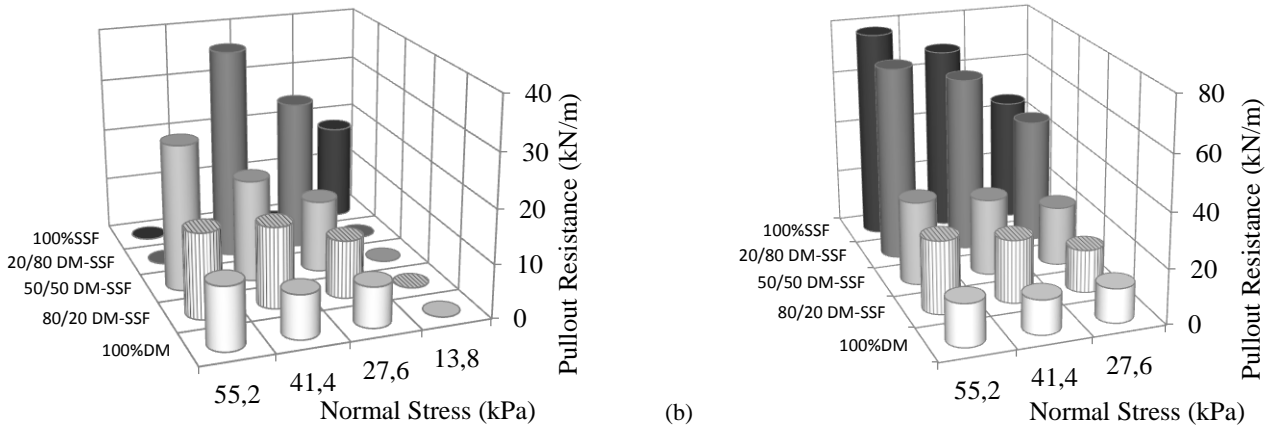 40
30
20
10
0
Pullout Resistance (kN/m)
100%SSF
20/80 DM-SSF
50/50 DM-SSF
80/20 DM-SSF
100%DM
55,2
41,4
27,6
13,8
Normal Stress (kPa)
(b)
80
60
40
20
0
Pullout Resistance (kN/m)
100%SSF
20/80 DM-SSF
50/50 DM-SSF
80/20 DM-SSF
100%DM
55,2
41,4
27,6
Normal Stress (kPa)